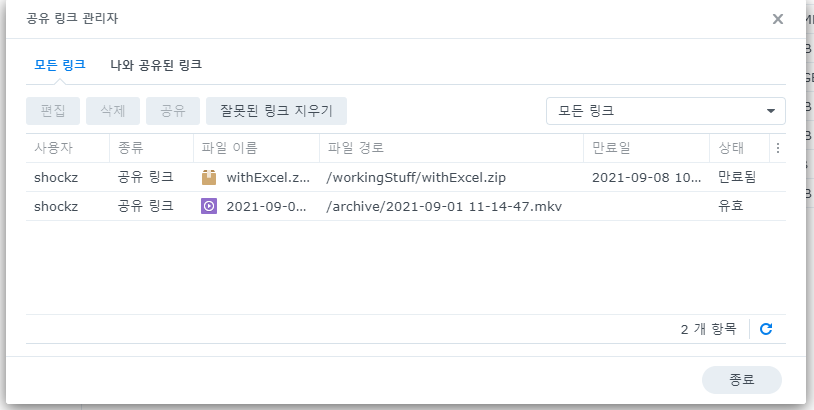 공유 링크 관리자
모든 링크 나와 공유된 링크
편집 삭제 공유 잘못된 링크 지우기 모든 링크
사용자 종류 파일 이름 파일 경로 만료일 상태
shockz 공유 링크 withExcel.z... /workingStuff/withExcel.zip 2021-09-08 10... 만료됨
shockz 공유 링크 2021-09-0... /archive/2021-09-01 11-14-47.mkv 유효
2 개 항목
종료